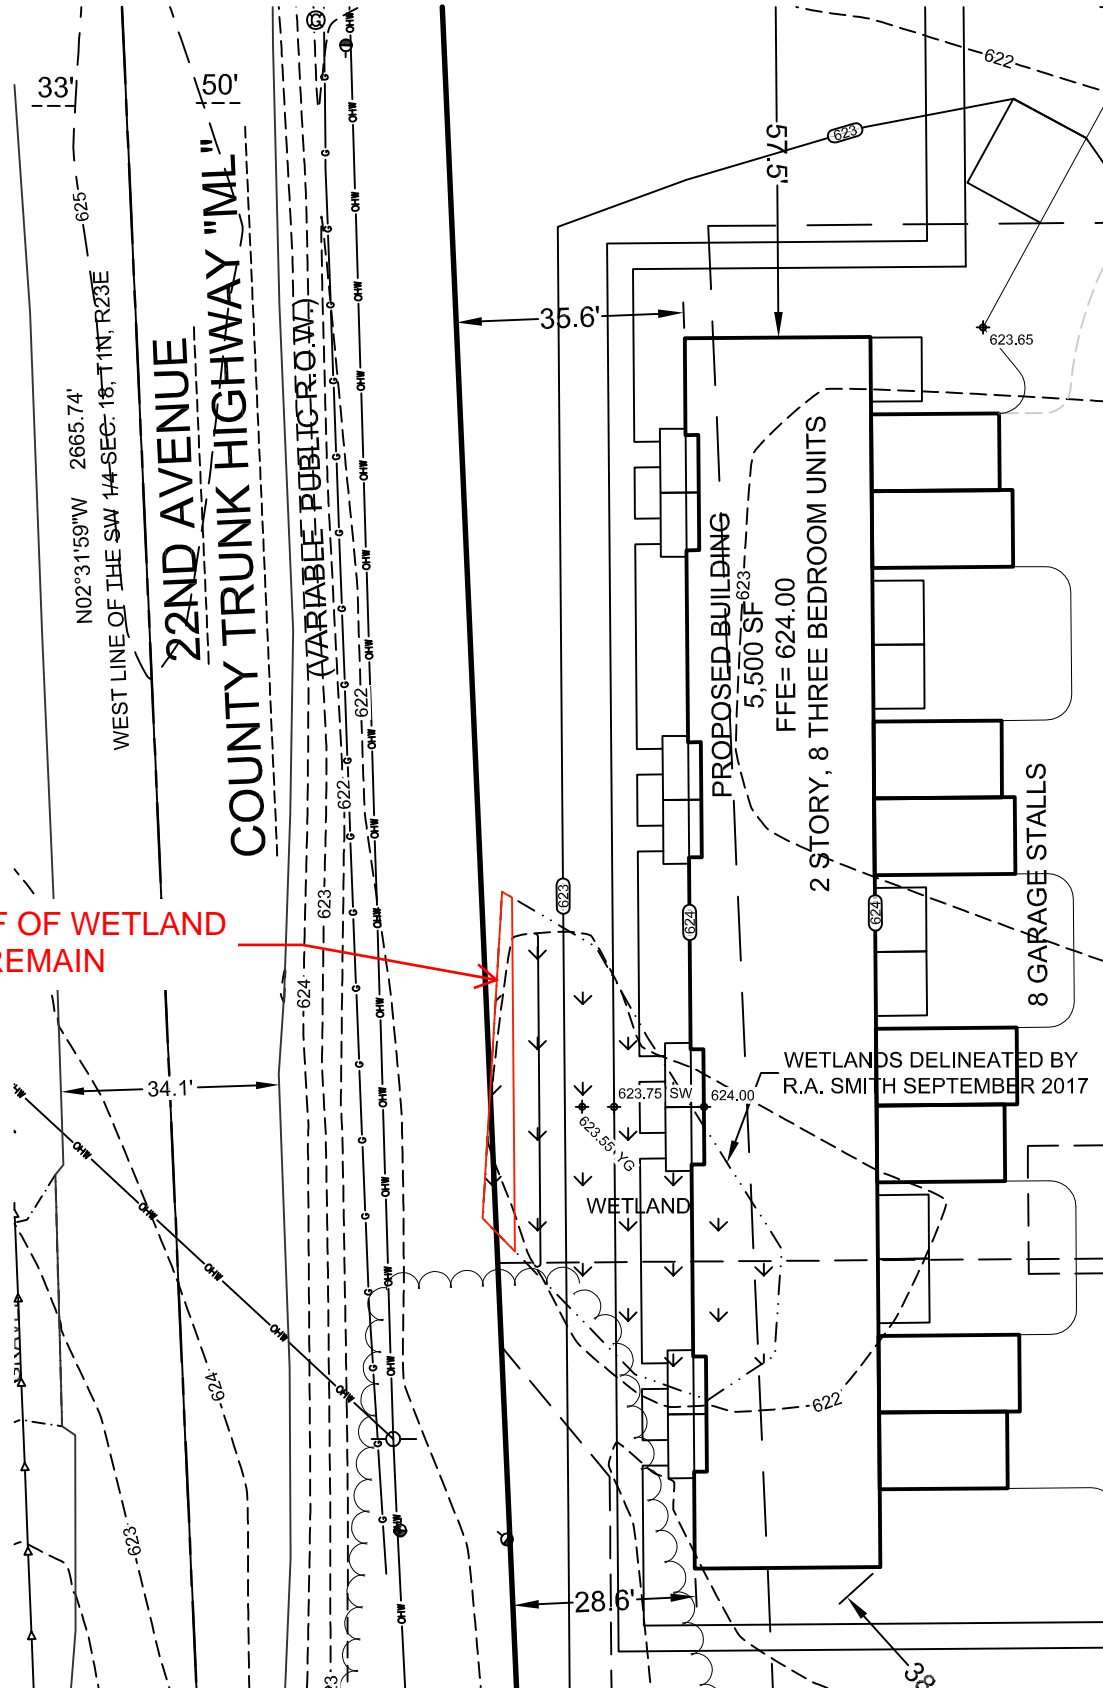 33'
50'
622
623
57.5'
625
N02°31'59"W 2665.74'
WEST LINE OF THE SW 1/4 SEC. 18, T1N, R23E
22ND AVENUE
COUNTY TRUNK HIGHWAY "ML"
(VARIABLE PUBLIC R.O.W.)
35.6'
623.65
PROPOSED BUILDING
5,500 SF
FFE= 624.00
2 STORY, 8 THREE BEDROOM UNITS
623
622
622
623
624
8 GARAGE STALLS
623
624
624
OF WETLAND
REMAIN
34.1'
WETLANDS DELINEATED BY
R.A. SMITH SEPTEMBER 2017
623.75 SW
624.00
623.55 YG
WETLAND
622
624
623
28.6'
38
G
OHW